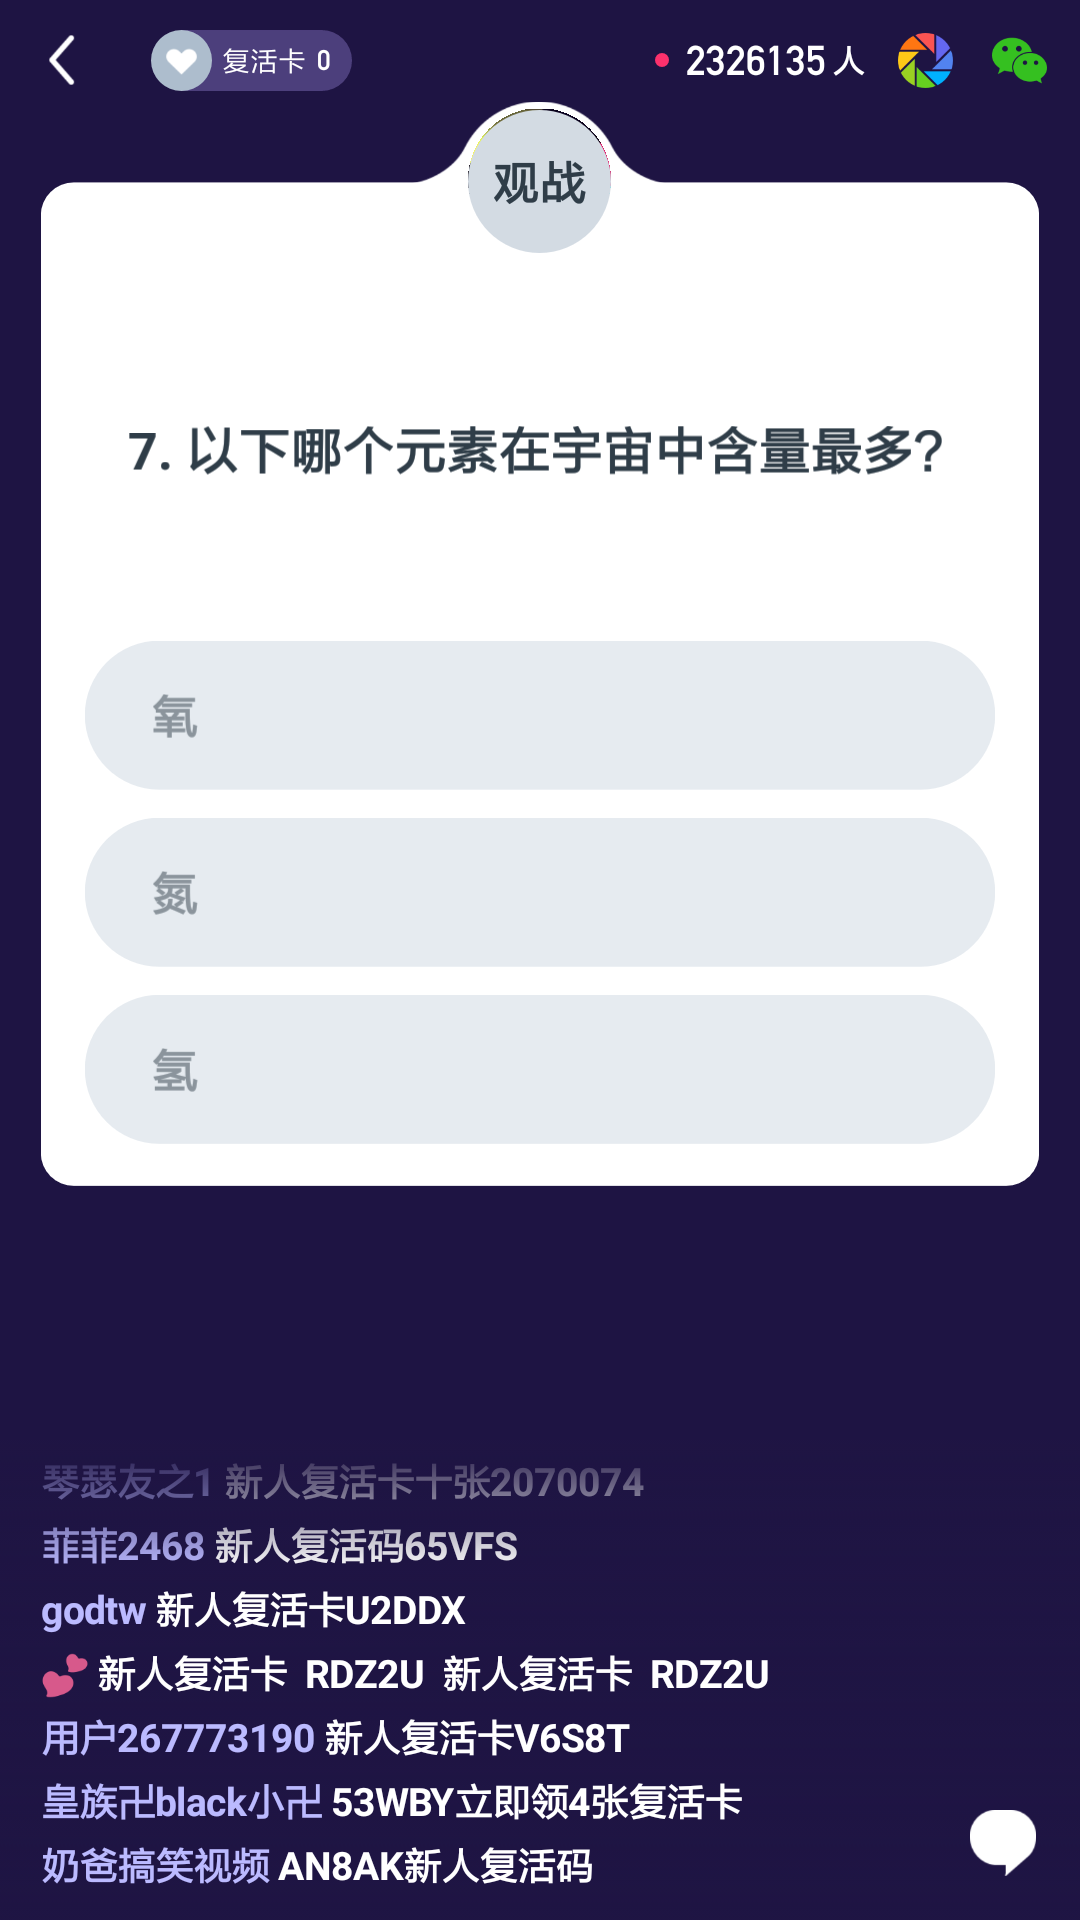 复活卡 0
2326135人
观战
7. 以下哪个元素在宇宙中含量最多？
氧
氮
氢
琴瑟友之1 新人复活卡十张2070074
菲菲2468 新人复活码65VFS
godtw 新人复活卡U2DDX
💕 新人复活卡 RDZ2U 新人复活卡 RDZ2U
用户267773190 新人复活卡V6S8T
皇族卍black小卍 53WBY立即领4张复活卡
奶爸搞笑视频 AN8AK新人复活码